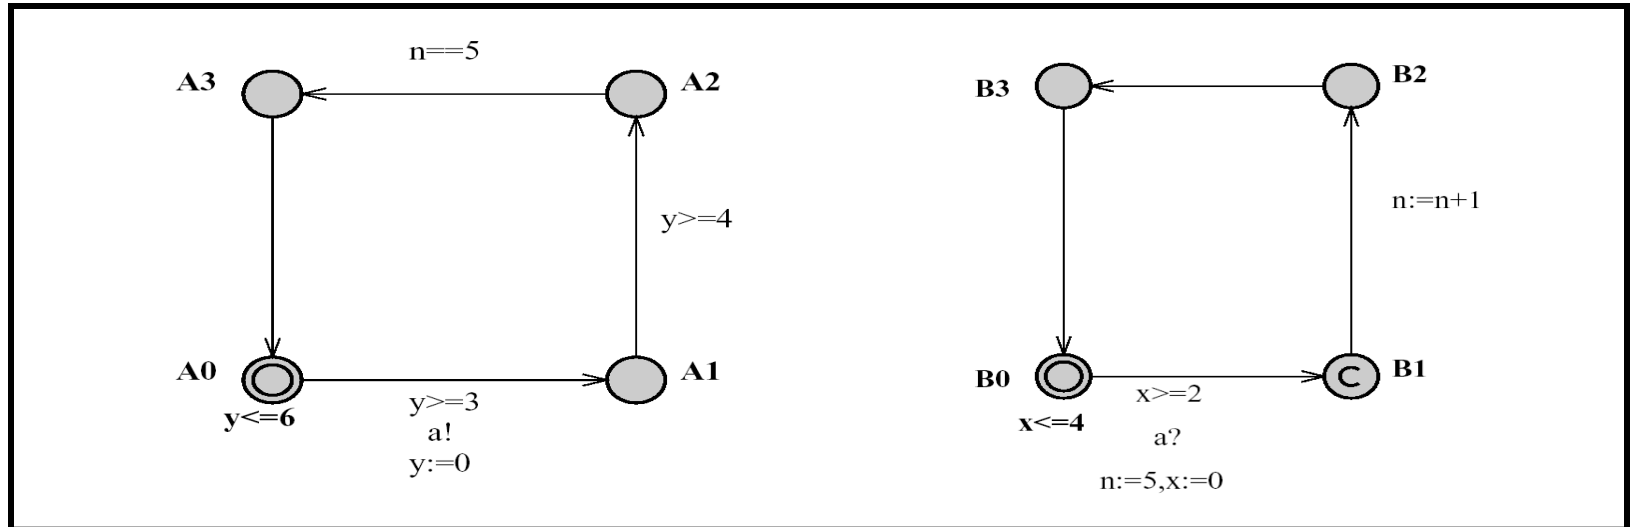 n==5
A3
A2
y>=4
A0
A1
y<=6
y>=3
a!
y:=0
B3
B2
n:=n+1
B0
C
B1
x<=4
x>=2
a?
n:=5,x:=0